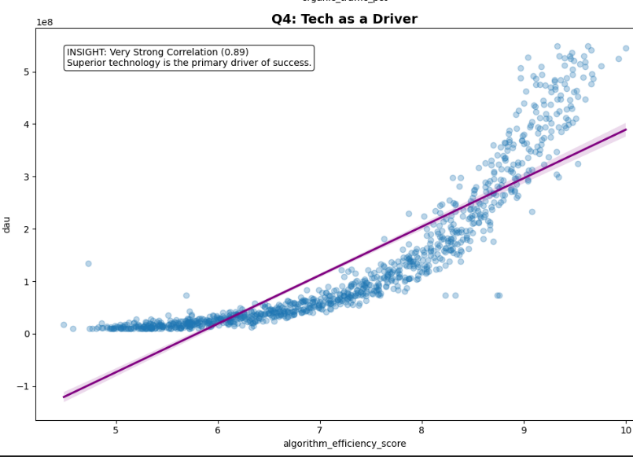 organic_traffic_pct
Q4: Tech as a Driver
1e8
INSIGHT: Very Strong Correlation (0.89)
Superior technology is the primary driver of success.
5
4
3
2
1
0
−1
dau
5 6 7 8 9 10
algorithm_efficiency_score